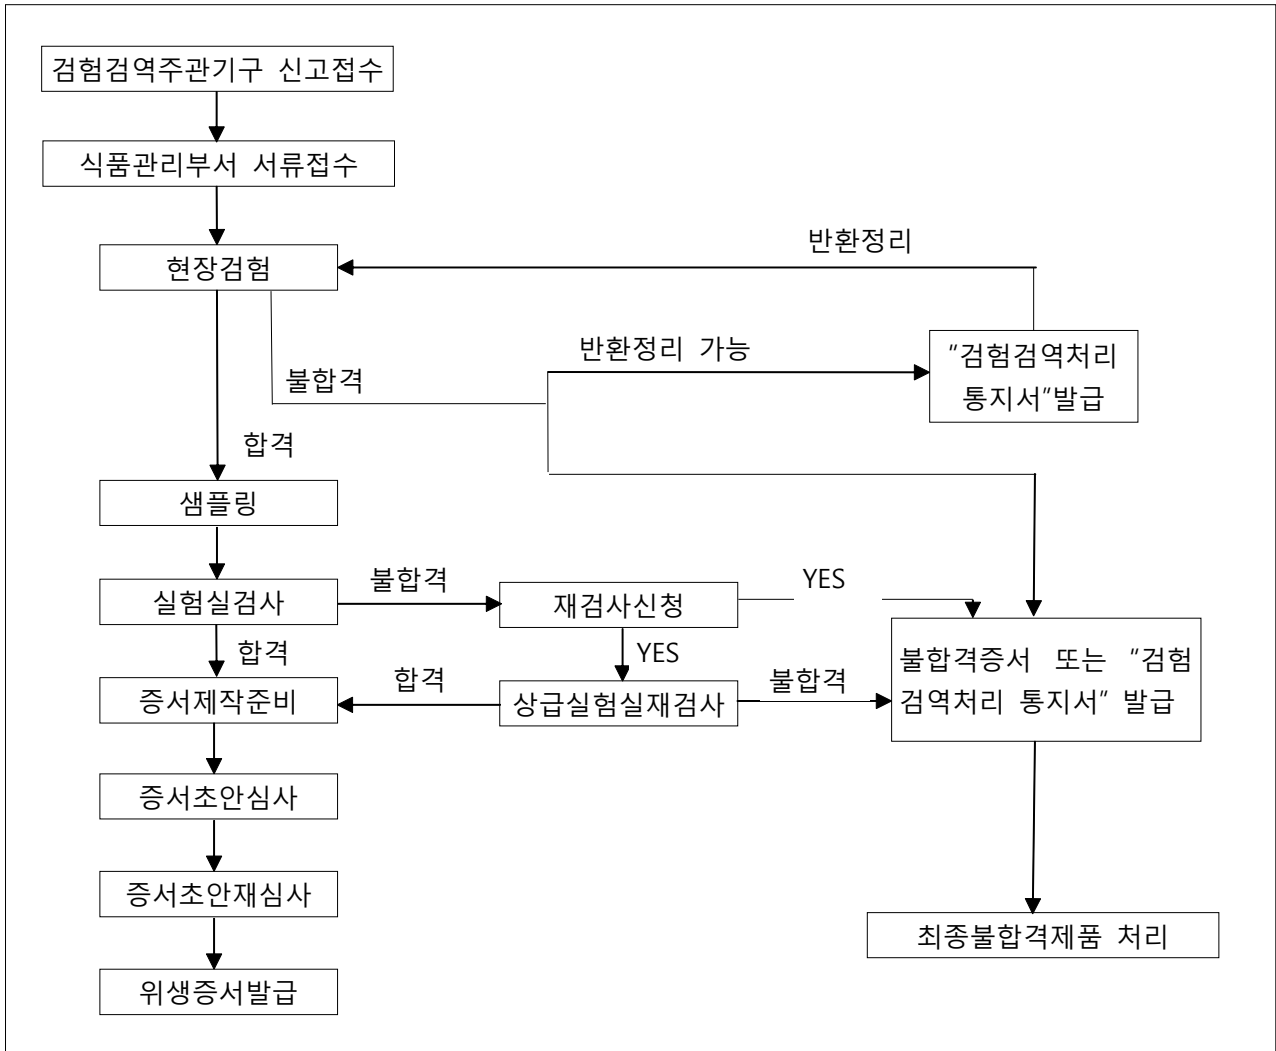 검험검역주관기구 신고접수
식품관리부서 서류접수
반환정리
현장검험
반환정리 가능
"검험검역처리
통지서"발급
불합격
합격
샘플링
불합격
YES
실험실검사
재검사신청
합격
YES
불합격증서 또는 "검험
검역처리 통지서" 발급
합격
불합격
증서제작준비
상급실험실재검사
증서초안심사
증서초안재심사
최종불합격제품 처리
위생증서발급